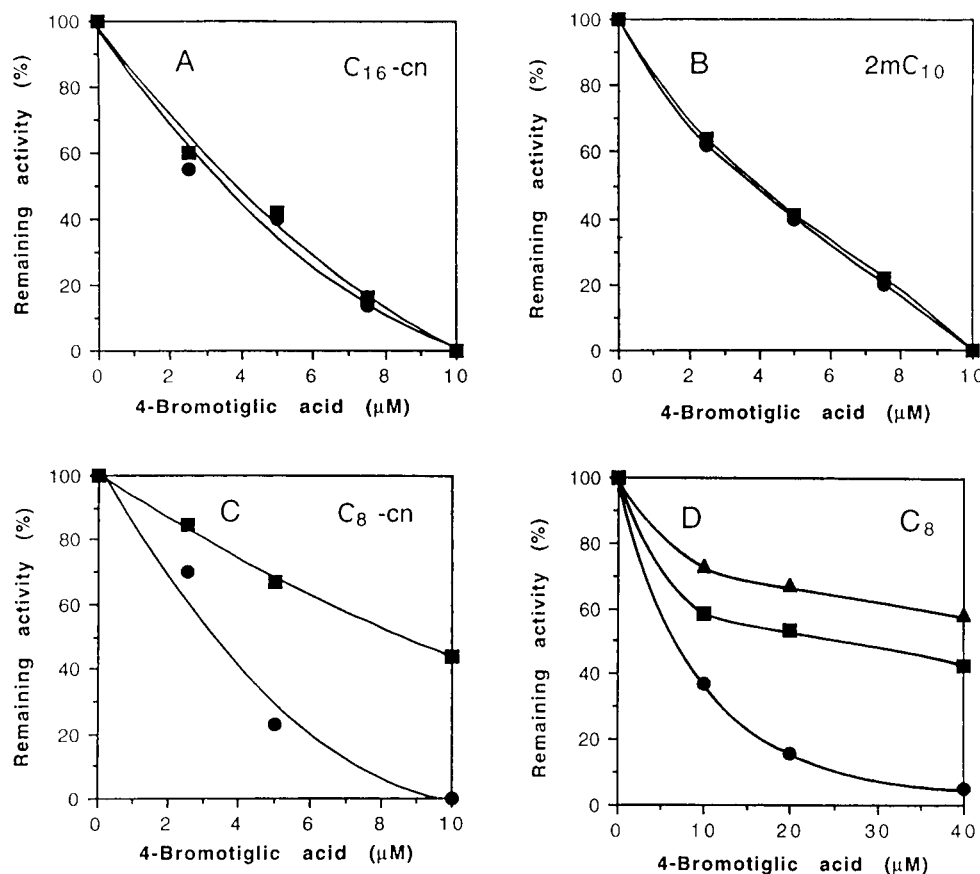 100
80
60
40
20
0
Remaining activity (%)
A
C₁₆-cn
0 2 4 6 8 10
4-Bromotiglic acid (μM)
100
80
60
40
20
0
Remaining activity (%)
B
2mC₁₀
0 2 4 6 8 10
4-Bromotiglic acid (μM)
100
80
60
40
20
0
Remaining activity (%)
C
C₈-cn
0 2 4 6 8 10
4-Bromotiglic acid (μM)
100
80
60
40
20
0
Remaining activity (%)
D
C₈
0 10 20 30 40
4-Bromotiglic acid (μM)